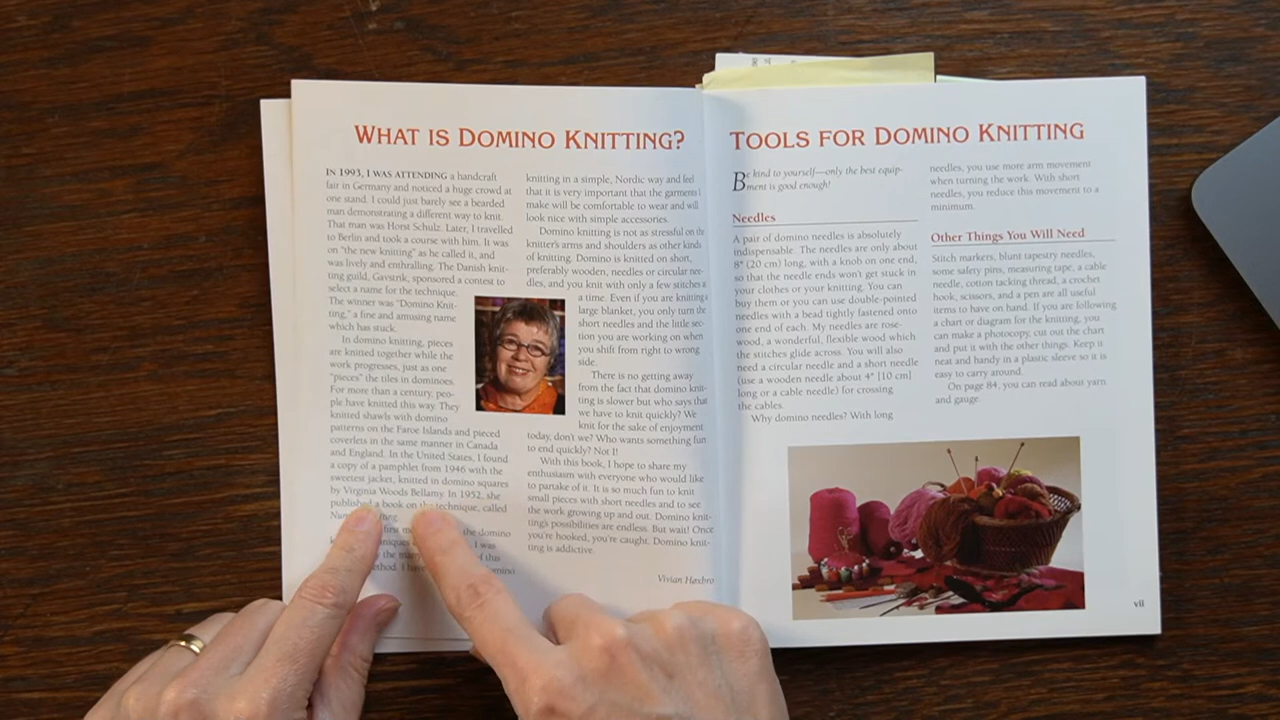 WHAT IS DOMINO KNITTING?
IN 1993, I WAS ATTENDING a handcraft
fair in Germany and noticed a huge crowd at
one stand. I could just barely see a bearded
man demonstrating a different way to knit.
That man was Horst Schulz. Later, I travelled
to Berlin and took a course with him. It was
on "the new knitting" as he called it, and
was lively and enthralling. The Danish knit-
ting guild, Gavstrik, sponsored a contest to
select a name for the technique.
The winner was "Domino Knit-
ting," a fine and amusing name
which has stuck.
In domino knitting, pieces
are knitted together while the
work progresses, just as one
"pieces" the tiles in dominoes.
For more than a century, peo-
ple have knitted this way. They
knitted shawls with domino
patterns on the Faroe Islands and pieced
coverlets in the same manner in Canada
and England. In the United States, I found
a copy of a pamphlet from 1946 with the
sweetest jacket, knitted in domino squares
by Virginia Woods Bellamy. In 1952, she
published a book on the technique, called
first the domino
I was
the of this
I
knitting in a simple, Nordic way and feel
that it is very important that the garments I
make will be comfortable to wear and will
look nice with simple accessories.
Domino knitting is not as stressful on the
knitter's arms and shoulders as other kinds
of knitting. Domino is knitted on short,
preferably wooden, needles or circular nee-
dles, and you knit with only a few stitches at
a time. Even if you are knitting a
large blanket, you only turn the
short needles and the little sec-
tion you are working on when
you shift from right to wrong
side.
There is no getting away
from the fact that domino knit-
ting is slower but who says that
we have to knit quickly? We
knit for the sake of enjoyment
today, don't we? Who wants something fun
to end quickly? Not I!
With this book, I hope to share my
enthusiasm with everyone who would like
to partake of it. It is so much fun to knit
small pieces with short needles and to see
the work growing up and out. Domino knit-
ting's possibilities are endless. But wait! Once
you're hooked, you're caught. Domino knit-
ting is addictive.
Vivian Høxbro
TOOLS FOR DOMINO KNITTING
Be kind to yourself—only the best equip-
ment is good enough!
Needles
A pair of domino needles is absolutely
indispensable. The needles are only about
8" (20 cm) long, with a knob on one end,
so that the needle ends won't get stuck in
your clothes or your knitting. You can
buy them or you can use double-pointed
needles with a bead tightly fastened onto
one end of each. My needles are rose-
wood, a wonderful, flexible wood which
the stitches glide across. You will also
need a circular needle and a short needle
(use a wooden needle about 4" [10 cm]
long or a cable needle) for crossing
the cables.
Why domino needles? With long
needles, you use more arm movement
when turning the work. With short
needles, you reduce this movement to a
minimum.
Other Things You Will Need
Stitch markers, blunt tapestry needles,
some safety pins, measuring tape, a cable
needle, cotton tacking thread, a crochet
hook, scissors, and a pen are all useful
items to have on hand. If you are following
a chart or diagram for the knitting, you
can make a photocopy, cut out the chart
and put it with the other things. Keep it
neat and handy in a plastic sleeve so it is
easy to carry around.
On page 84, you can read about yarn
and gauge.
vii